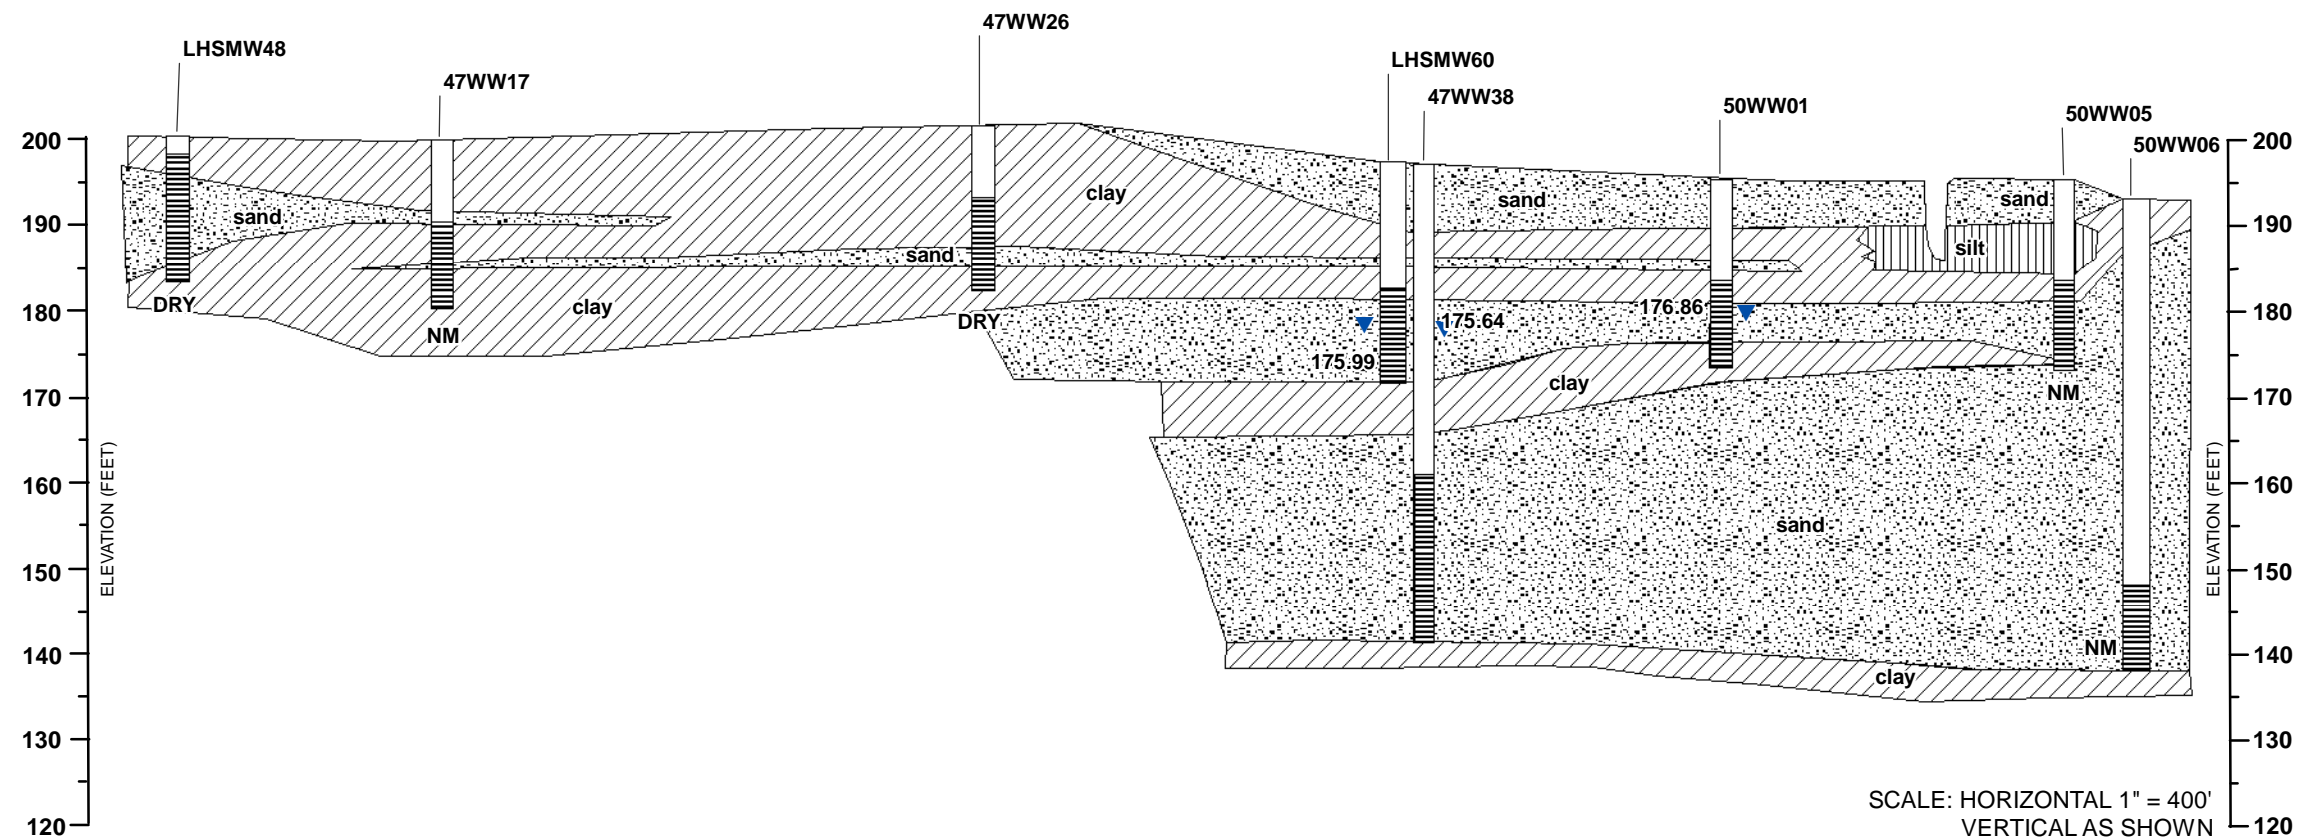 47WW26
LHSMW48
LHSMW60
47WW17
47WW38
50WW01
50WW05
50WW06
200
200
clay
sand
sand
sand
190
190
silt
sand
clay
DRY
180
176.86
180
DRY
175.64
NM
175.99
clay
NM
170
170
ELEVATION (FEET)
ELEVATION (FEET)
160
160
sand
150
150
140
NM
140
clay
130
130
SCALE: HORIZONTAL 1" = 400'
VERTICAL AS SHOWN
120
120